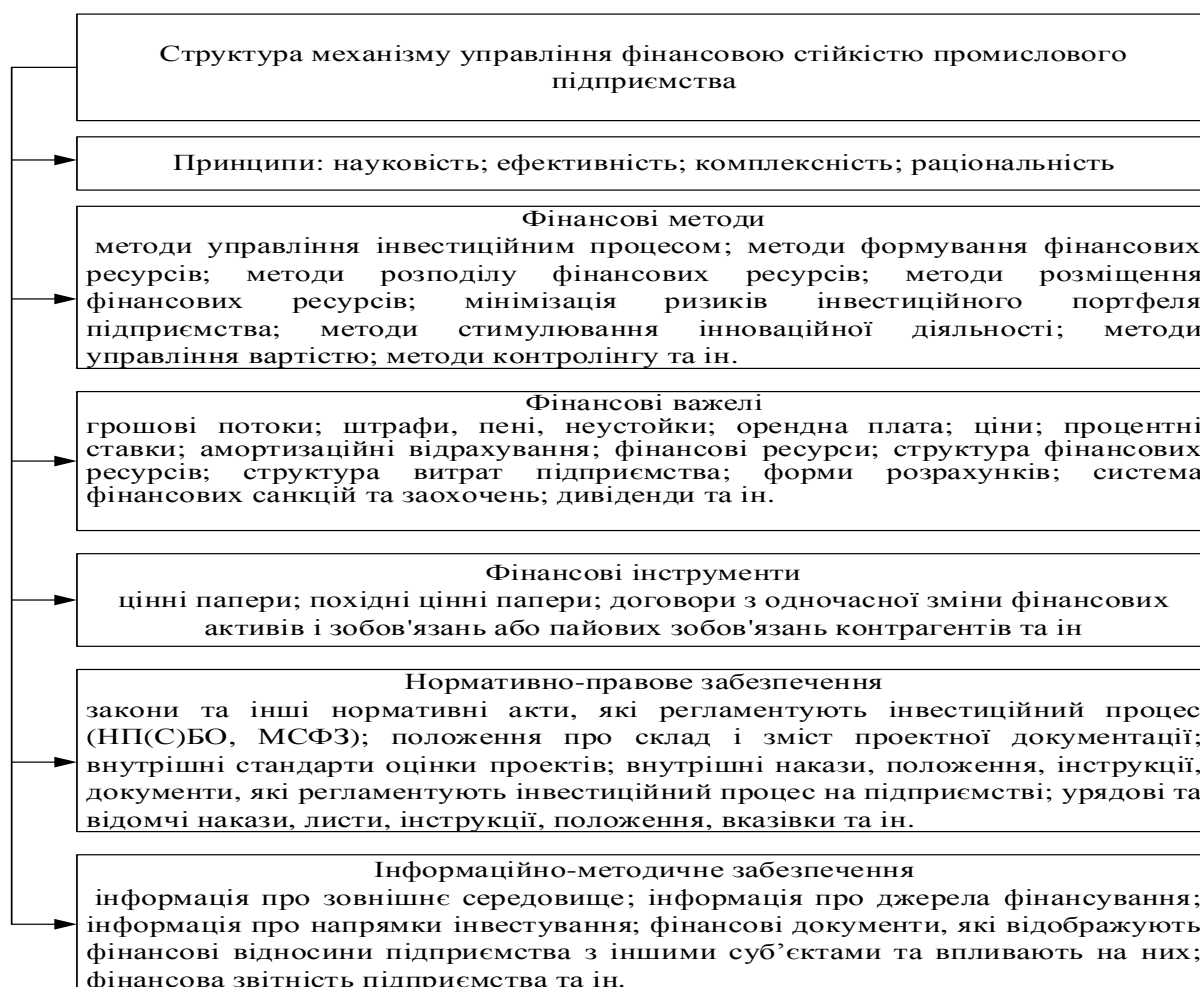 Структура механізму управління фінансовою стійкістю промислового
підприємства
Принципи: науковість; ефективність; комплексність; раціональність
Фінансові методи
методи управління інвестиційним процесом; методи формування фінансових
ресурсів; методи розподілу фінансових ресурсів; методи розміщення
фінансових ресурсів; мінімізація ризиків інвестиційного портфеля
підприємства; методи стимулювання інноваційної діяльності; методи
управління вартістю; методи контролінгу та ін.
Фінансові важелі
грошові потоки; штрафи, пені, неустойки; орендна плата; ціни; процентні
ставки; амортизаційні відрахування; фінансові ресурси; структура фінансових
ресурсів; структура витрат підприємства; форми розрахунків; система
фінансових санкцій та заохочень; дивіденди та ін.
Фінансові інструменти
цінні папери; похідні цінні папери; договори з одночасної зміни фінансових
активів і зобов'язань або пайових зобов'язань контрагентів та ін
Нормативно-правове забезпечення
закони та інші нормативні акти, які регламентують інвестиційний процес
(НП(С)БО, МСФЗ); положення про склад і зміст проектної документації;
внутрішні стандарти оцінки проектів; внутрішні накази, положення, інструкції,
документи, які регламентують інвестиційний процес на підприємстві; урядові та
відомчі накази, листи, інструкції, положення, вказівки та ін.
Інформаційно-методичне забезпечення
інформація про зовнішнє середовище; інформація про джерела фінансування;
інформація про напрямки інвестування; фінансові документи, які відображують
фінансові відносини підприємства з іншими суб’єктами та впливають на них;
фінансова звітність підприємства та ін.